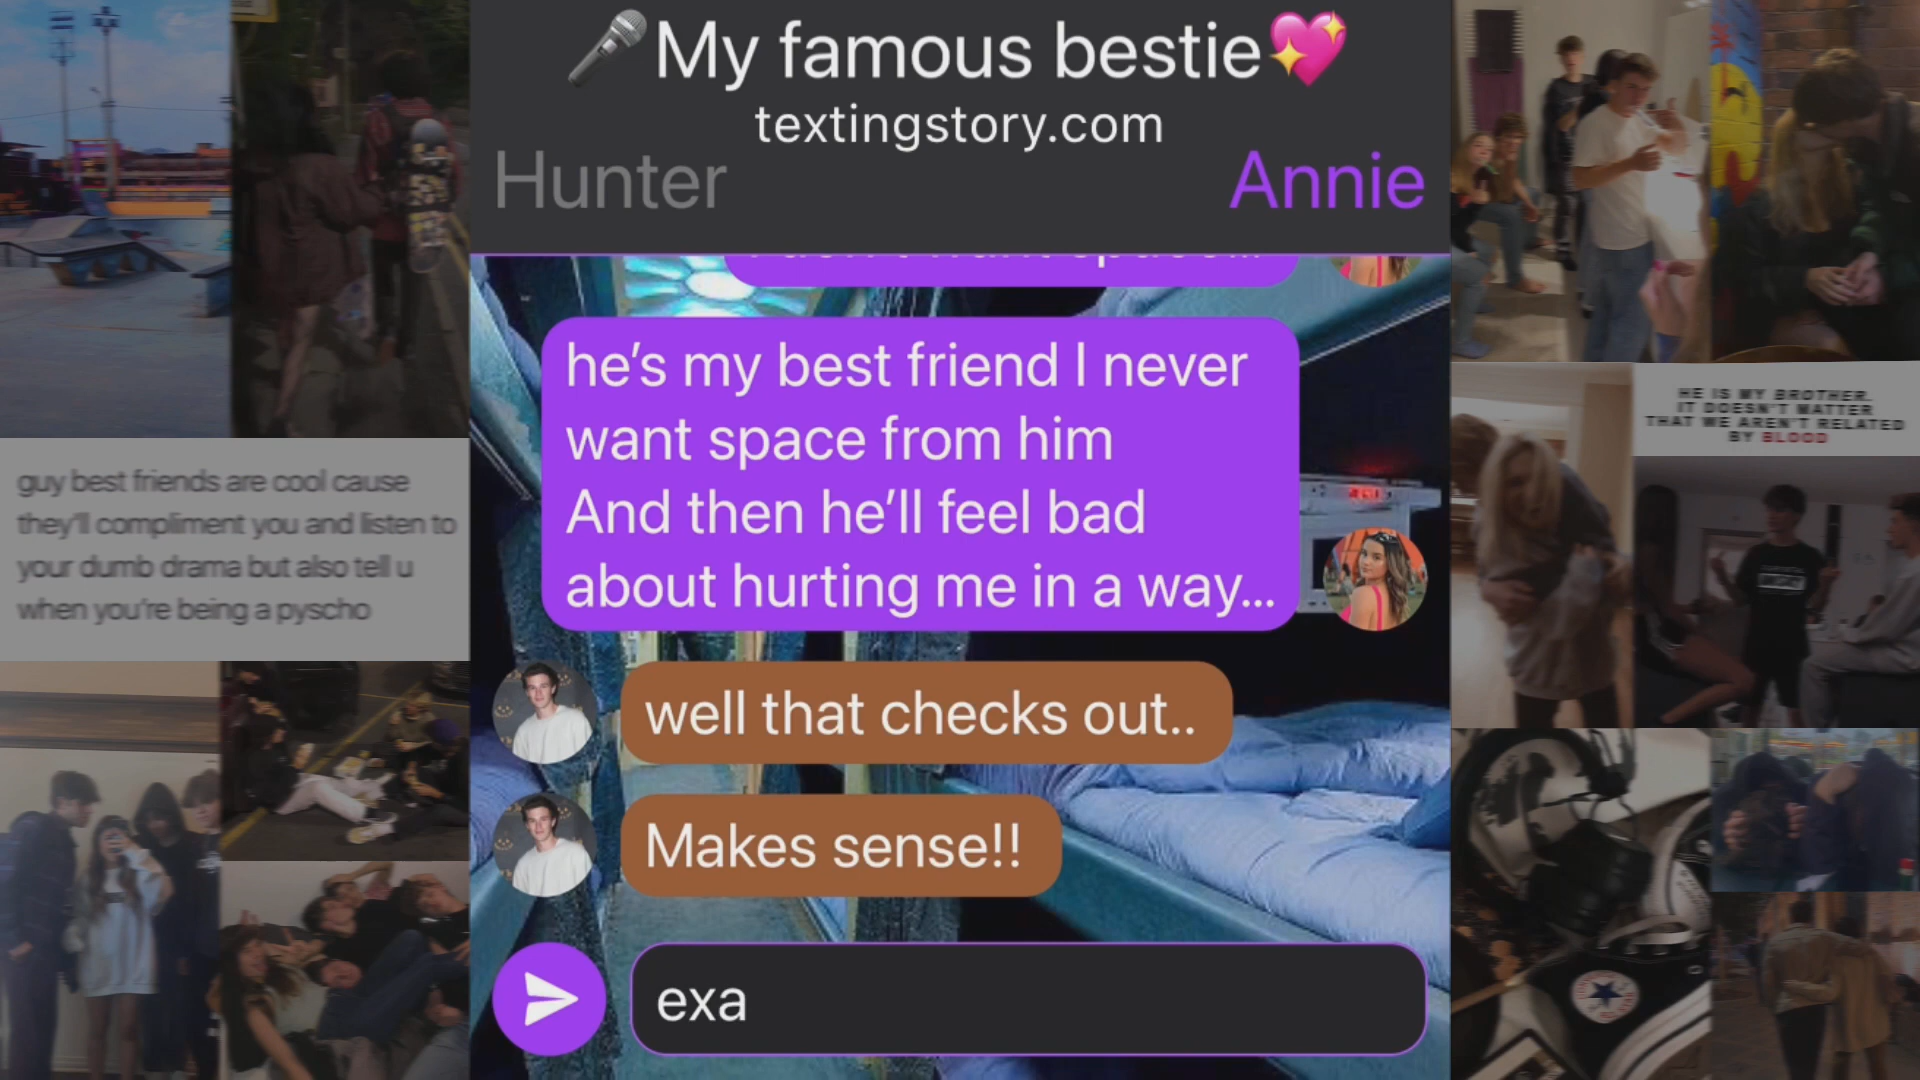 🎤My famous bestie💖
textingstory.com
Hunter
Annie
he's my best friend I never
want space from him
And then he'll feel bad
about hurting me in a way...
well that checks out..
Makes sense!!
exa
guy best friends are cool cause
they'll compliment you and listen to
your dumb drama but also tell u
when you're being a pyscho
HE IS MY BROTHER.
IT DOESN'T MATTER
THAT WE AREN'T RELATED
BY BLOOD